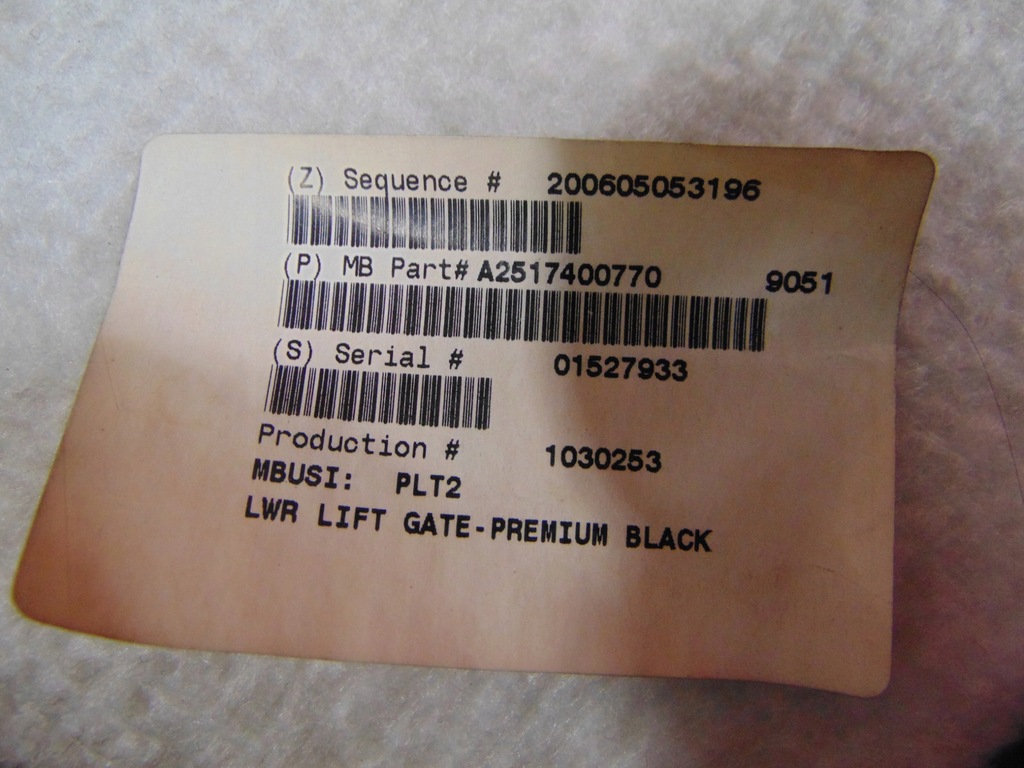 (Z) Sequence # 200605053196
(P) MB Part# A2517400770 9051
(S) Serial # 01527933
Production # 1030253
MBUSI: PLT2
LWR LIFT GATE-PREMIUM BLACK